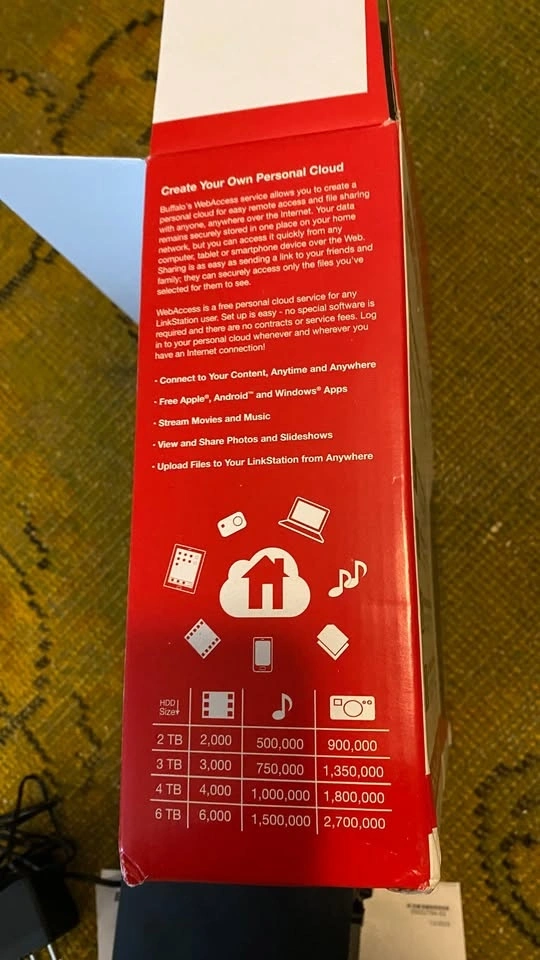 Create Your Own Personal Cloud
Buffalo's WebAccess service allows you to create a
personal cloud for easy remote access and file sharing
with anyone, anywhere over the Internet. Your data
remains securely stored in one place on your home
network, but you can access it quickly from any
computer, tablet or smartphone device over the Web.
Sharing is as easy as sending a link to your friends and
family; they can securely access only the files you've
selected for them to see.
WebAccess is a free personal cloud service for any
LinkStation user. Set up is easy - no special software is
required and there are no contracts or service fees. Log
in to your personal cloud whenever and wherever you
have an Internet connection!
· Connect to Your Content, Anytime and Anywhere
· Free Apple®, Android™ and Windows® Apps
· Stream Movies and Music
· View and Share Photos and Slideshows
· Upload Files to Your LinkStation from Anywhere
HDD
Size
2 TB 2,000 500,000 900,000
3 TB 3,000 750,000 1,350,000
4 TB 4,000 1,000,000 1,800,000
6 TB 6,000 1,500,000 2,700,000